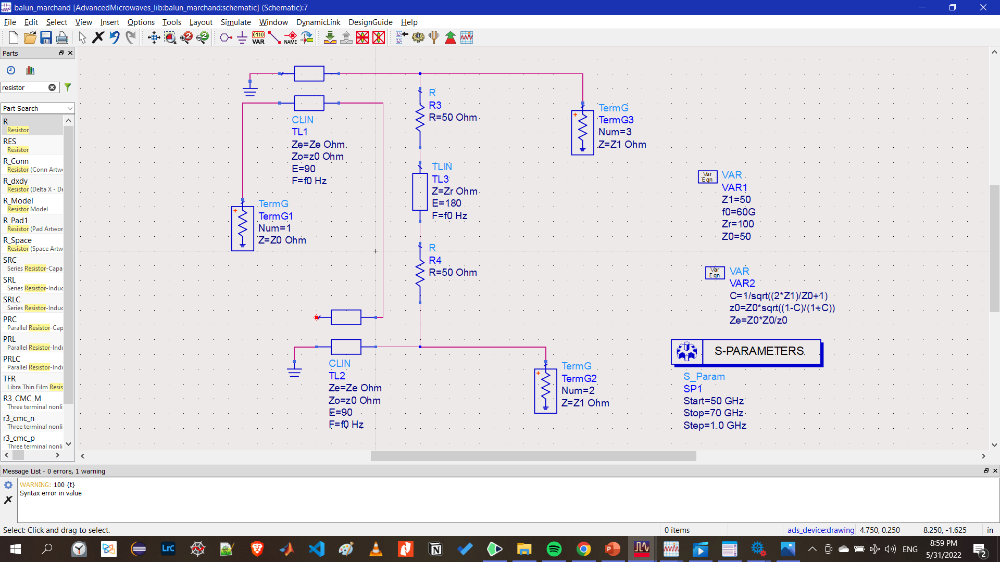 balun_marchand [AdvancedMicrowaves_lib:balun_marchand:schematic] (Schematic):7
File Edit Select View Insert Options Tools Layout Simulate Window DynamicLink DesignGuide Help
0110
VAR
NAME
Parts
resistor
Part Search
R
Resistor
RES
Resistor
R_Conn
Resistor (Conn Artw
R_dxdy
Resistor (Delta X - De
R_Model
Resistor Model
R_Pad1
Resistor (Pad Artwor
R_Space
Resistor (Space Artw
SRC
Series Resistor-Capa
SRL
Series Resistor-Induc
SRLC
Series Resistor-Induc
PRC
Parallel Resistor-Cap
PRL
Parallel Resistor-Indu
PRLC
Parallel Resistor-Indu
TFR
Libra Thin Film Resis
R3_CMC_M
Three terminal nonli
r3_cmc_n
Three terminal nonli
r3_cmc_p
Three terminal nonli
CLIN
TL1
Ze=Ze Ohm
Zo=z0 Ohm
E=90
F=f0 Hz
TermG
TermG1
Num=1
Z=Z0 Ohm
R
R3
R=50 Ohm
TLIN
TL3
Z=Zr Ohm
E=180
F=f0 Hz
R
R4
R=50 Ohm
TermG
TermG3
Num=3
Z=Z1 Ohm
CLIN
TL2
Ze=Ze Ohm
Zo=z0 Ohm
E=90
F=f0 Hz
TermG
TermG2
Num=2
Z=Z1 Ohm
Var
Eqn
VAR
VAR1
Z1=50
f0=60G
Zr=100
Z0=50
Var
Eqn
VAR
VAR2
C=1/sqrt((2*Z1)/Z0+1)
z0=Z0*sqrt((1-C)/(1+C))
Ze=Z0*Z0/z0
S-PARAMETERS
S_Param
SP1
Start=50 GHz
Stop=70 GHz
Step=1.0 GHz
Message List - 0 errors, 1 warning
WARNING: 100 {t}
Syntax error in value
Select: Click and drag to select.
0 items
ads_device:drawing
4.750, 0.250
8.250, -1.625
in
Lrc
ENG
8:59 PM
5/31/2022
2